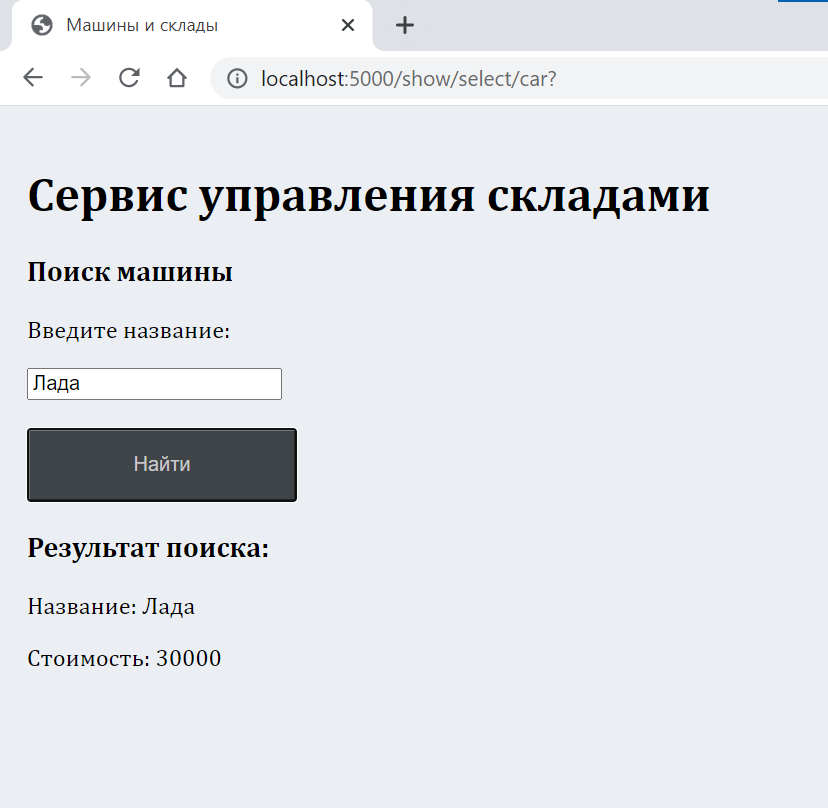 Машины и склады
localhost:5000/show/select/car?
Сервис управления складами
Поиск машины
Введите название:
Лада
Найти
Результат поиска:
Название: Лада
Стоимость: 30000